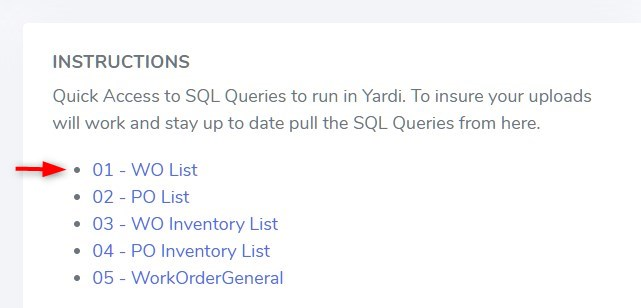 INSTRUCTIONS
Quick Access to SQL Queries to run in Yardi. To insure your uploads
will work and stay up to date pull the SQL Queries from here.
• 01 - WO List
• 02 - PO List
• 03 - WO Inventory List
• 04 - PO Inventory List
• 05 - WorkOrderGeneral